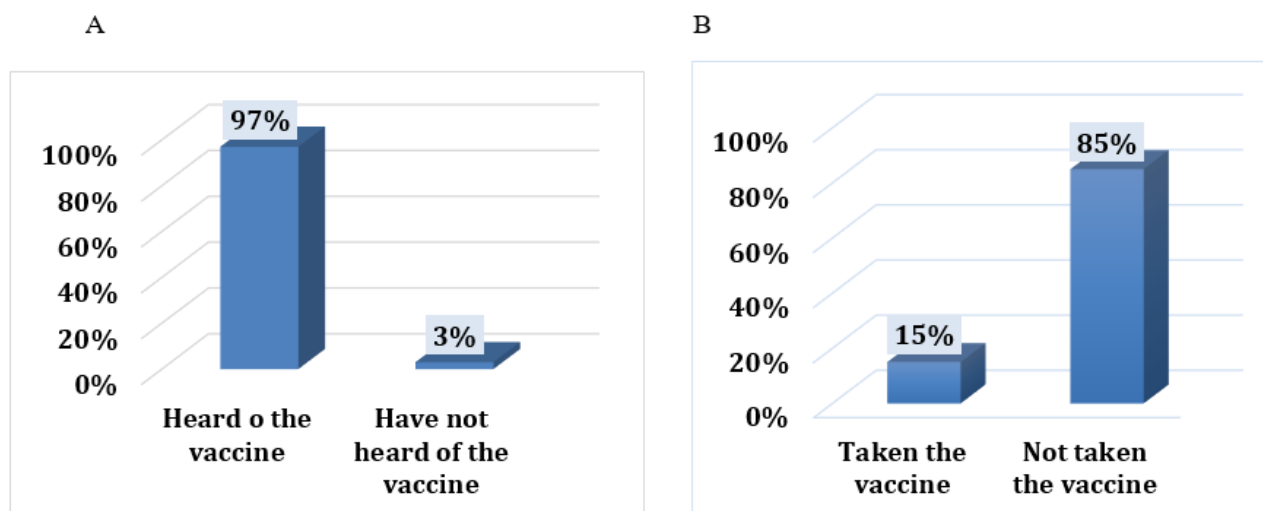 A
97%
100%
80%
60%
40%
20%
0%
3%
Heard o the
vaccine
Have not
heard of the
vaccine
B
85%
100%
80%
60%
40%
20%
0%
15%
Taken the
vaccine
Not taken
the vaccine